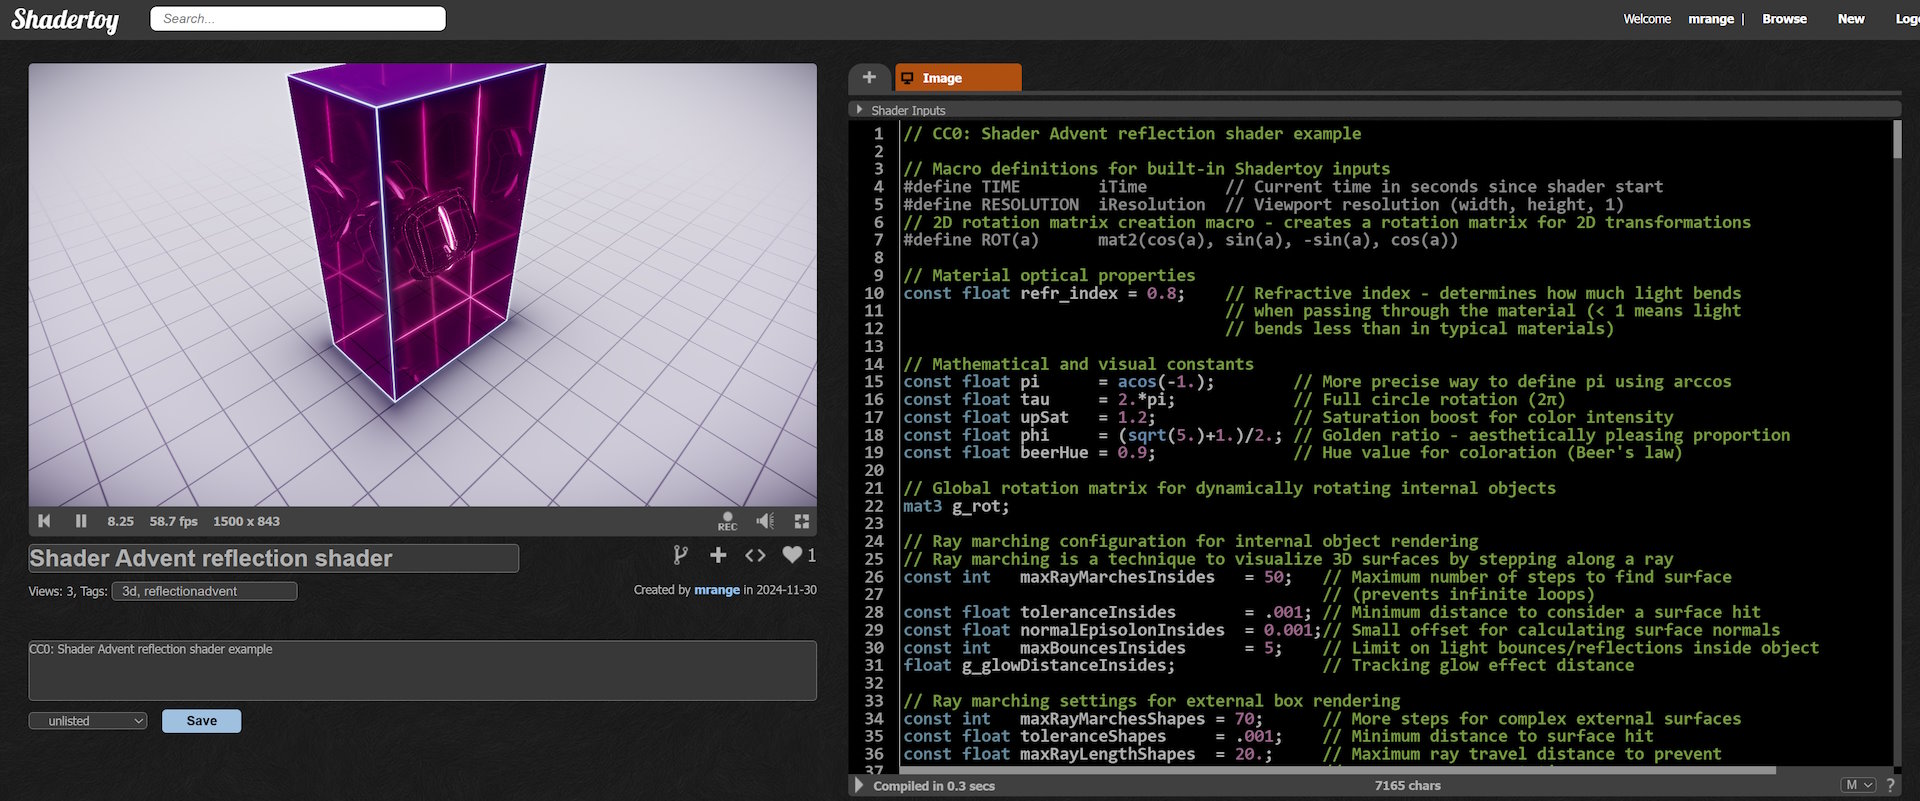 Shadertoy
Search...
Welcome mrange | Browse New
Image
Shader Inputs
1 // CC0: Shader Advent reflection shader example
2
3 // Macro definitions for built-in Shadertoy inputs
4 #define TIME iTime // Current time in seconds since shader start
5 #define RESOLUTION iResolution // Viewport resolution (width, height, 1)
6 // 2D rotation matrix creation macro - creates a rotation matrix for 2D transformations
7 #define ROT(a) mat2(cos(a), sin(a), -sin(a), cos(a))
8
9 // Material optical properties
10 const float refr_index = 0.8; // Refractive index - determines how much light bends
11 // when passing through the material (< 1 means light
12 // bends less than in typical materials)
13
14 // Mathematical and visual constants
15 const float pi = acos(-1.); // More precise way to define pi using arccos
16 const float tau = 2.*pi; // Full circle rotation (2π)
17 const float upSat = 1.2; // Saturation boost for color intensity
18 const float phi = (sqrt(5.)+1.)/2.; // Golden ratio - aesthetically pleasing proportion
19 const float beerHue = 0.9; // Hue value for coloration (Beer's law)
20
21 // Global rotation matrix for dynamically rotating internal objects
22 mat3 g_rot;
23
24 // Ray marching configuration for internal object rendering
25 // Ray marching is a technique to visualize 3D surfaces by stepping along a ray
26 const int maxRayMarchesInsides = 50; // Maximum number of steps to find surface
27 // (prevents infinite loops)
28 const float toleranceInsides = .001; // Minimum distance to consider a surface hit
29 const float normalEpisolonInsides = 0.001;// Small offset for calculating surface normals
30 const int maxBouncesInsides = 5; // Limit on light bounces/reflections inside object
31 float g_glowDistanceInsides; // Tracking glow effect distance
32
33 // Ray marching settings for external box rendering
34 const int maxRayMarchesShapes = 70; // More steps for complex external surfaces
35 const float toleranceShapes = .001; // Minimum distance to surface hit
36 const float maxRayLengthShapes = 20.; // Maximum ray travel distance to prevent
37
Compiled in 0.3 secs 7165 chars M ?
8.25 58.7 fps 1500 x 843 REC
Shader Advent reflection shader
1
Views: 3, Tags: 3d, reflectionadvent
Created by mrange in 2024-11-30
CC0: Shader Advent reflection shader example
unlisted
Save